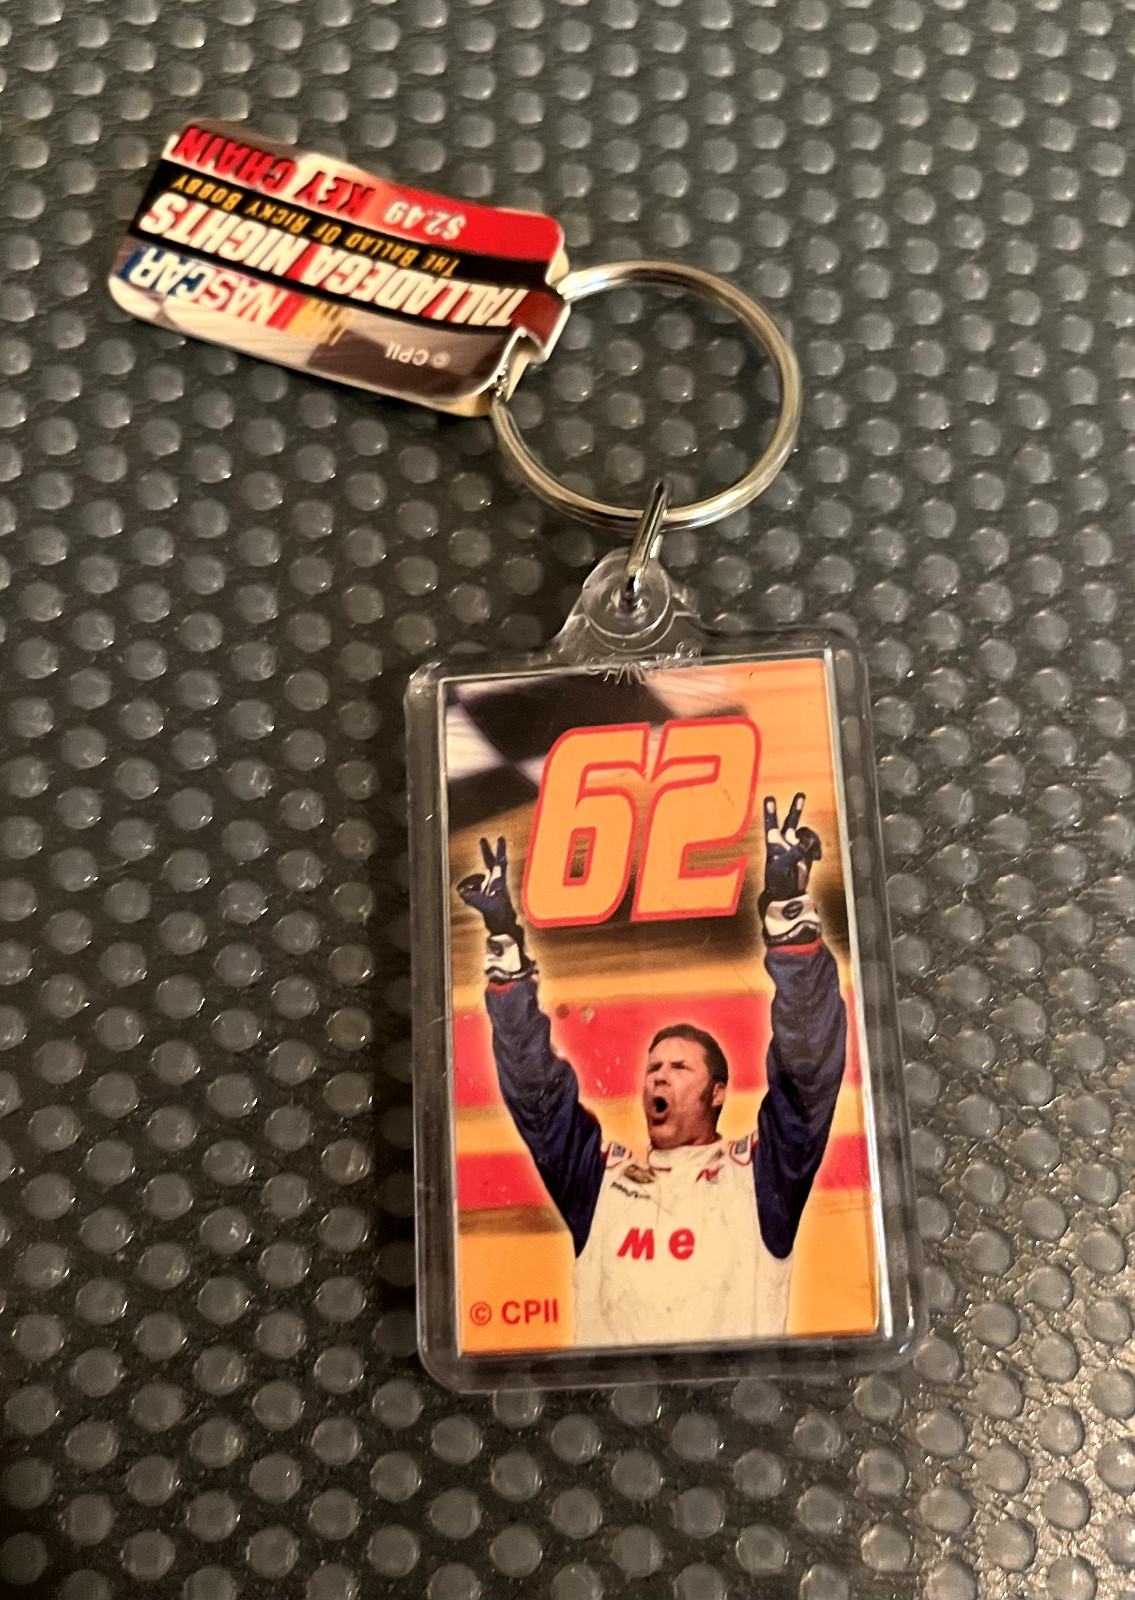 KEY CHAIN
$2.49
THE BALLAD OF RICKY BOBBY
TALLADEGA NIGHTS
NASCAR
© CPII
62
Me
© CPII